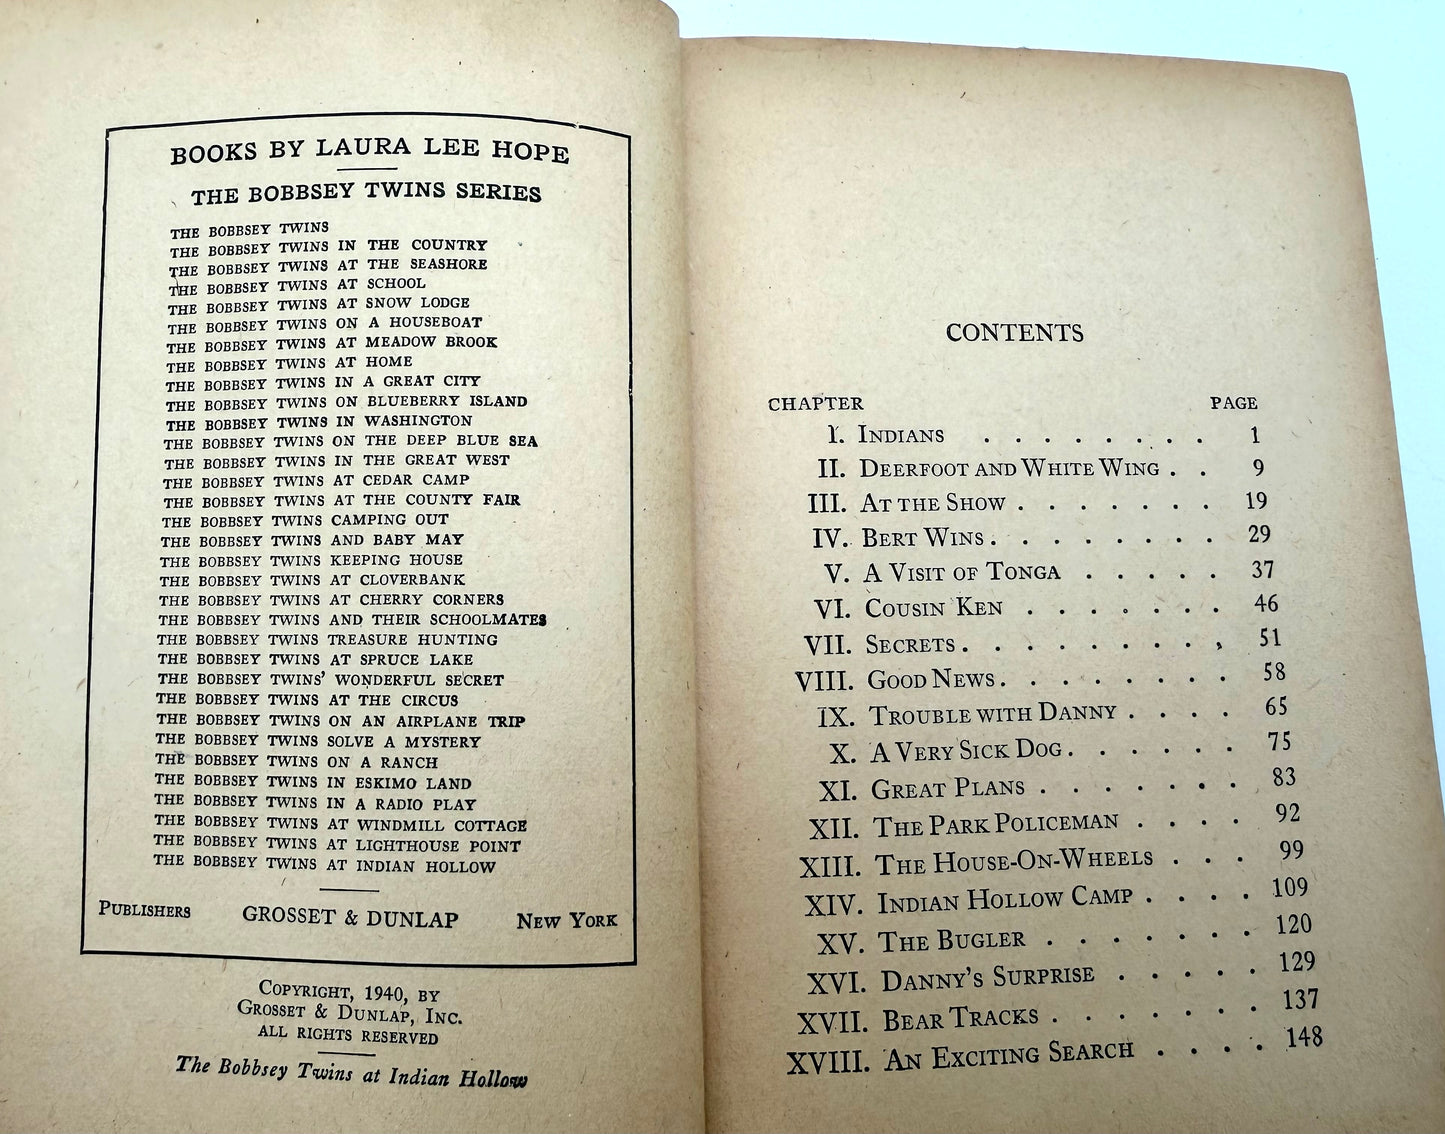 BOOKS BY LAURA LEE HOPE
THE BOBBSEY TWINS SERIES
THE BOBBSEY TWINS
THE BOBBSEY TWINS IN THE COUNTRY
THE BOBBSEY TWINS AT THE SEASHORE
THE BOBBSEY TWINS AT SCHOOL
THE BOBBSEY TWINS AT SNOW LODGE
THE BOBBSEY TWINS ON A HOUSEBOAT
THE BOBBSEY TWINS AT MEADOW BROOK
THE BOBBSEY TWINS AT HOME
THE BOBBSEY TWINS IN A GREAT CITY
THE BOBBSEY TWINS ON BLUEBERRY ISLAND
THE BOBBSEY TWINS IN WASHINGTON
THE BOBBSEY TWINS ON THE DEEP BLUE SEA
THE BOBBSEY TWINS IN THE GREAT WEST
THE BOBBSEY TWINS AT CEDAR CAMP
THE BOBBSEY TWINS AT THE COUNTY FAIR
THE BOBBSEY TWINS CAMPING OUT
THE BOBBSEY TWINS AND BABY MAY
THE BOBBSEY TWINS KEEPING HOUSE
THE BOBBSEY TWINS AT CLOVERBANK
THE BOBBSEY TWINS AT CHERRY CORNERS
THE BOBBSEY TWINS AND THEIR SCHOOLMATES
THE BOBBSEY TWINS TREASURE HUNTING
THE BOBBSEY TWINS AT SPRUCE LAKE
THE BOBBSEY TWINS' WONDERFUL SECRET
THE BOBBSEY TWINS AT THE CIRCUS
THE BOBBSEY TWINS ON AN AIRPLANE TRIP
THE BOBBSEY TWINS SOLVE A MYSTERY
THE BOBBSEY TWINS ON A RANCH
THE BOBBSEY TWINS IN ESKIMO LAND
THE BOBBSEY TWINS IN A RADIO PLAY
THE BOBBSEY TWINS AT WINDMILL COTTAGE
THE BOBBSEY TWINS AT LIGHTHOUSE POINT
THE BOBBSEY TWINS AT INDIAN HOLLOW
PUBLISHERS GROSSET & DUNLAP NEW YORK
COPYRIGHT, 1940, BY
GROSSET & DUNLAP, INC.
ALL RIGHTS RESERVED
The Bobbsey Twins at Indian Hollow
CONTENTS
CHAPTER PAGE
I. INDIANS . . . . . . . . 1
II. DEERFOOT AND WHITE WING . . 9
III. AT THE SHOW . . . . . . . 19
IV. BERT WINS . . . . . . . . 29
V. A VISIT OF TONGA . . . . . 37
VI. COUSIN KEN . . . . . . . 46
VII. SECRETS . . . . . . . . . . 51
VIII. GOOD NEWS . . . . . . . . 58
IX. TROUBLE WITH DANNY . . . . 65
X. A VERY SICK DOG . . . . . . 75
XI. GREAT PLANS . . . . . . . 83
XII. THE PARK POLICEMAN . . . . 92
XIII. THE HOUSE-ON-WHEELS . . . 99
XIV. INDIAN HOLLOW CAMP . . . . 109
XV. THE BUGLER . . . . . . . 120
XVI. DANNY'S SURPRISE . . . . . 129
XVII. BEAR TRACKS . . . . . . . 137
XVIII. AN EXCITING SEARCH . . . . 148